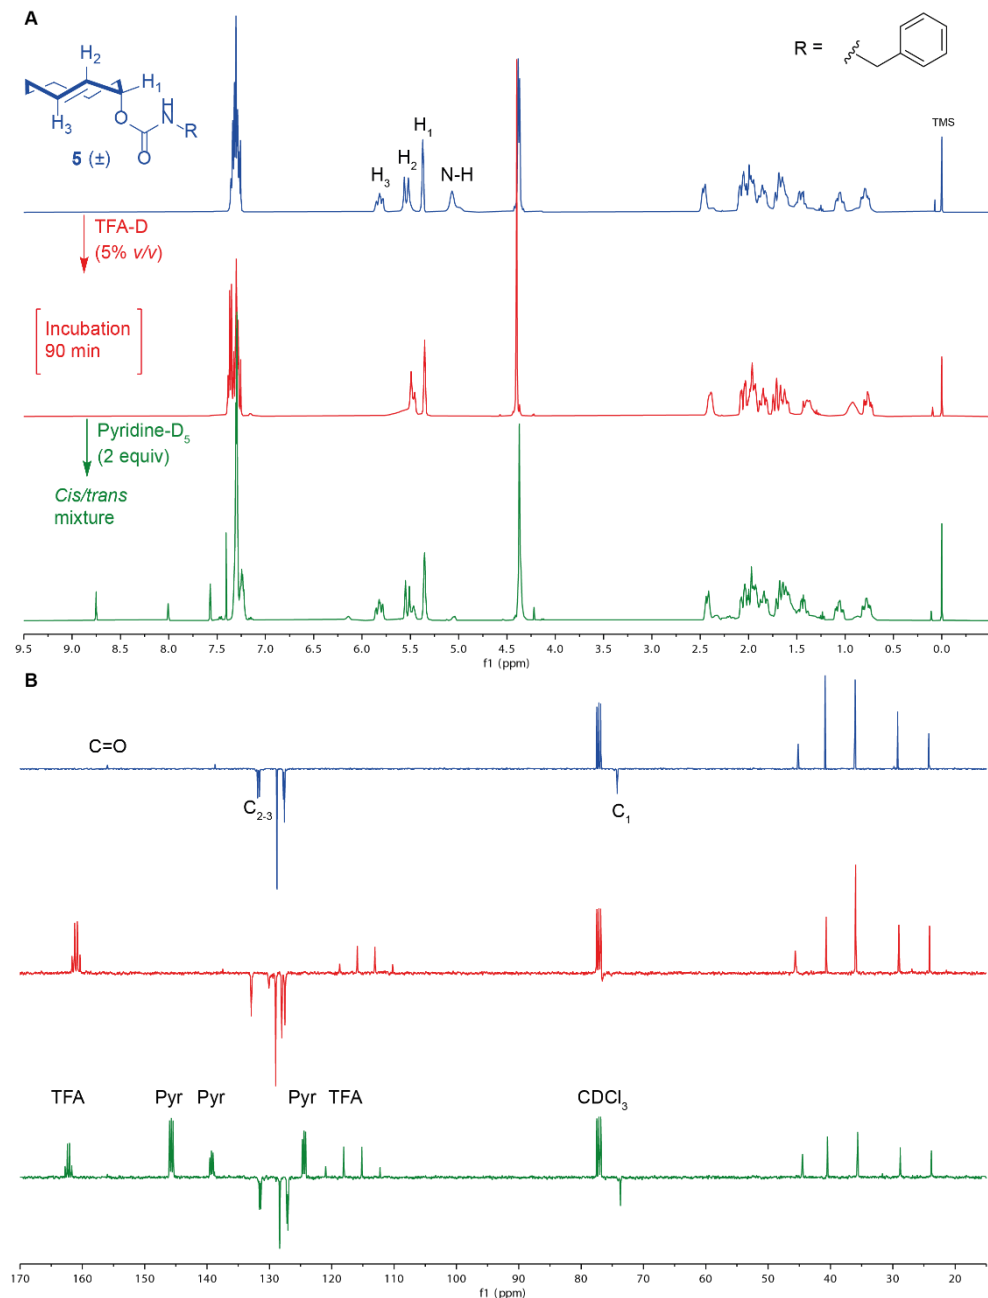 A
H2
H1
H3
O
H
N
R
O
5 (±)
R =
H3
H2
H1
N-H
TMS
TFA-D
(5% v/v)
Incubation
90 min
Pyridine-D5
(2 equiv)
Cis/trans
mixture
9.5 9.0 8.5 8.0 7.5 7.0 6.5 6.0 5.5 5.0 4.5 4.0 3.5 3.0 2.5 2.0 1.5 1.0 0.5 0.0
f1 (ppm)
B
C=O
C2-3
C1
TFA Pyr Pyr Pyr TFA CDCl3
170 160 150 140 130 120 110 100 90 80 70 60 50 40 30 20
f1 (ppm)